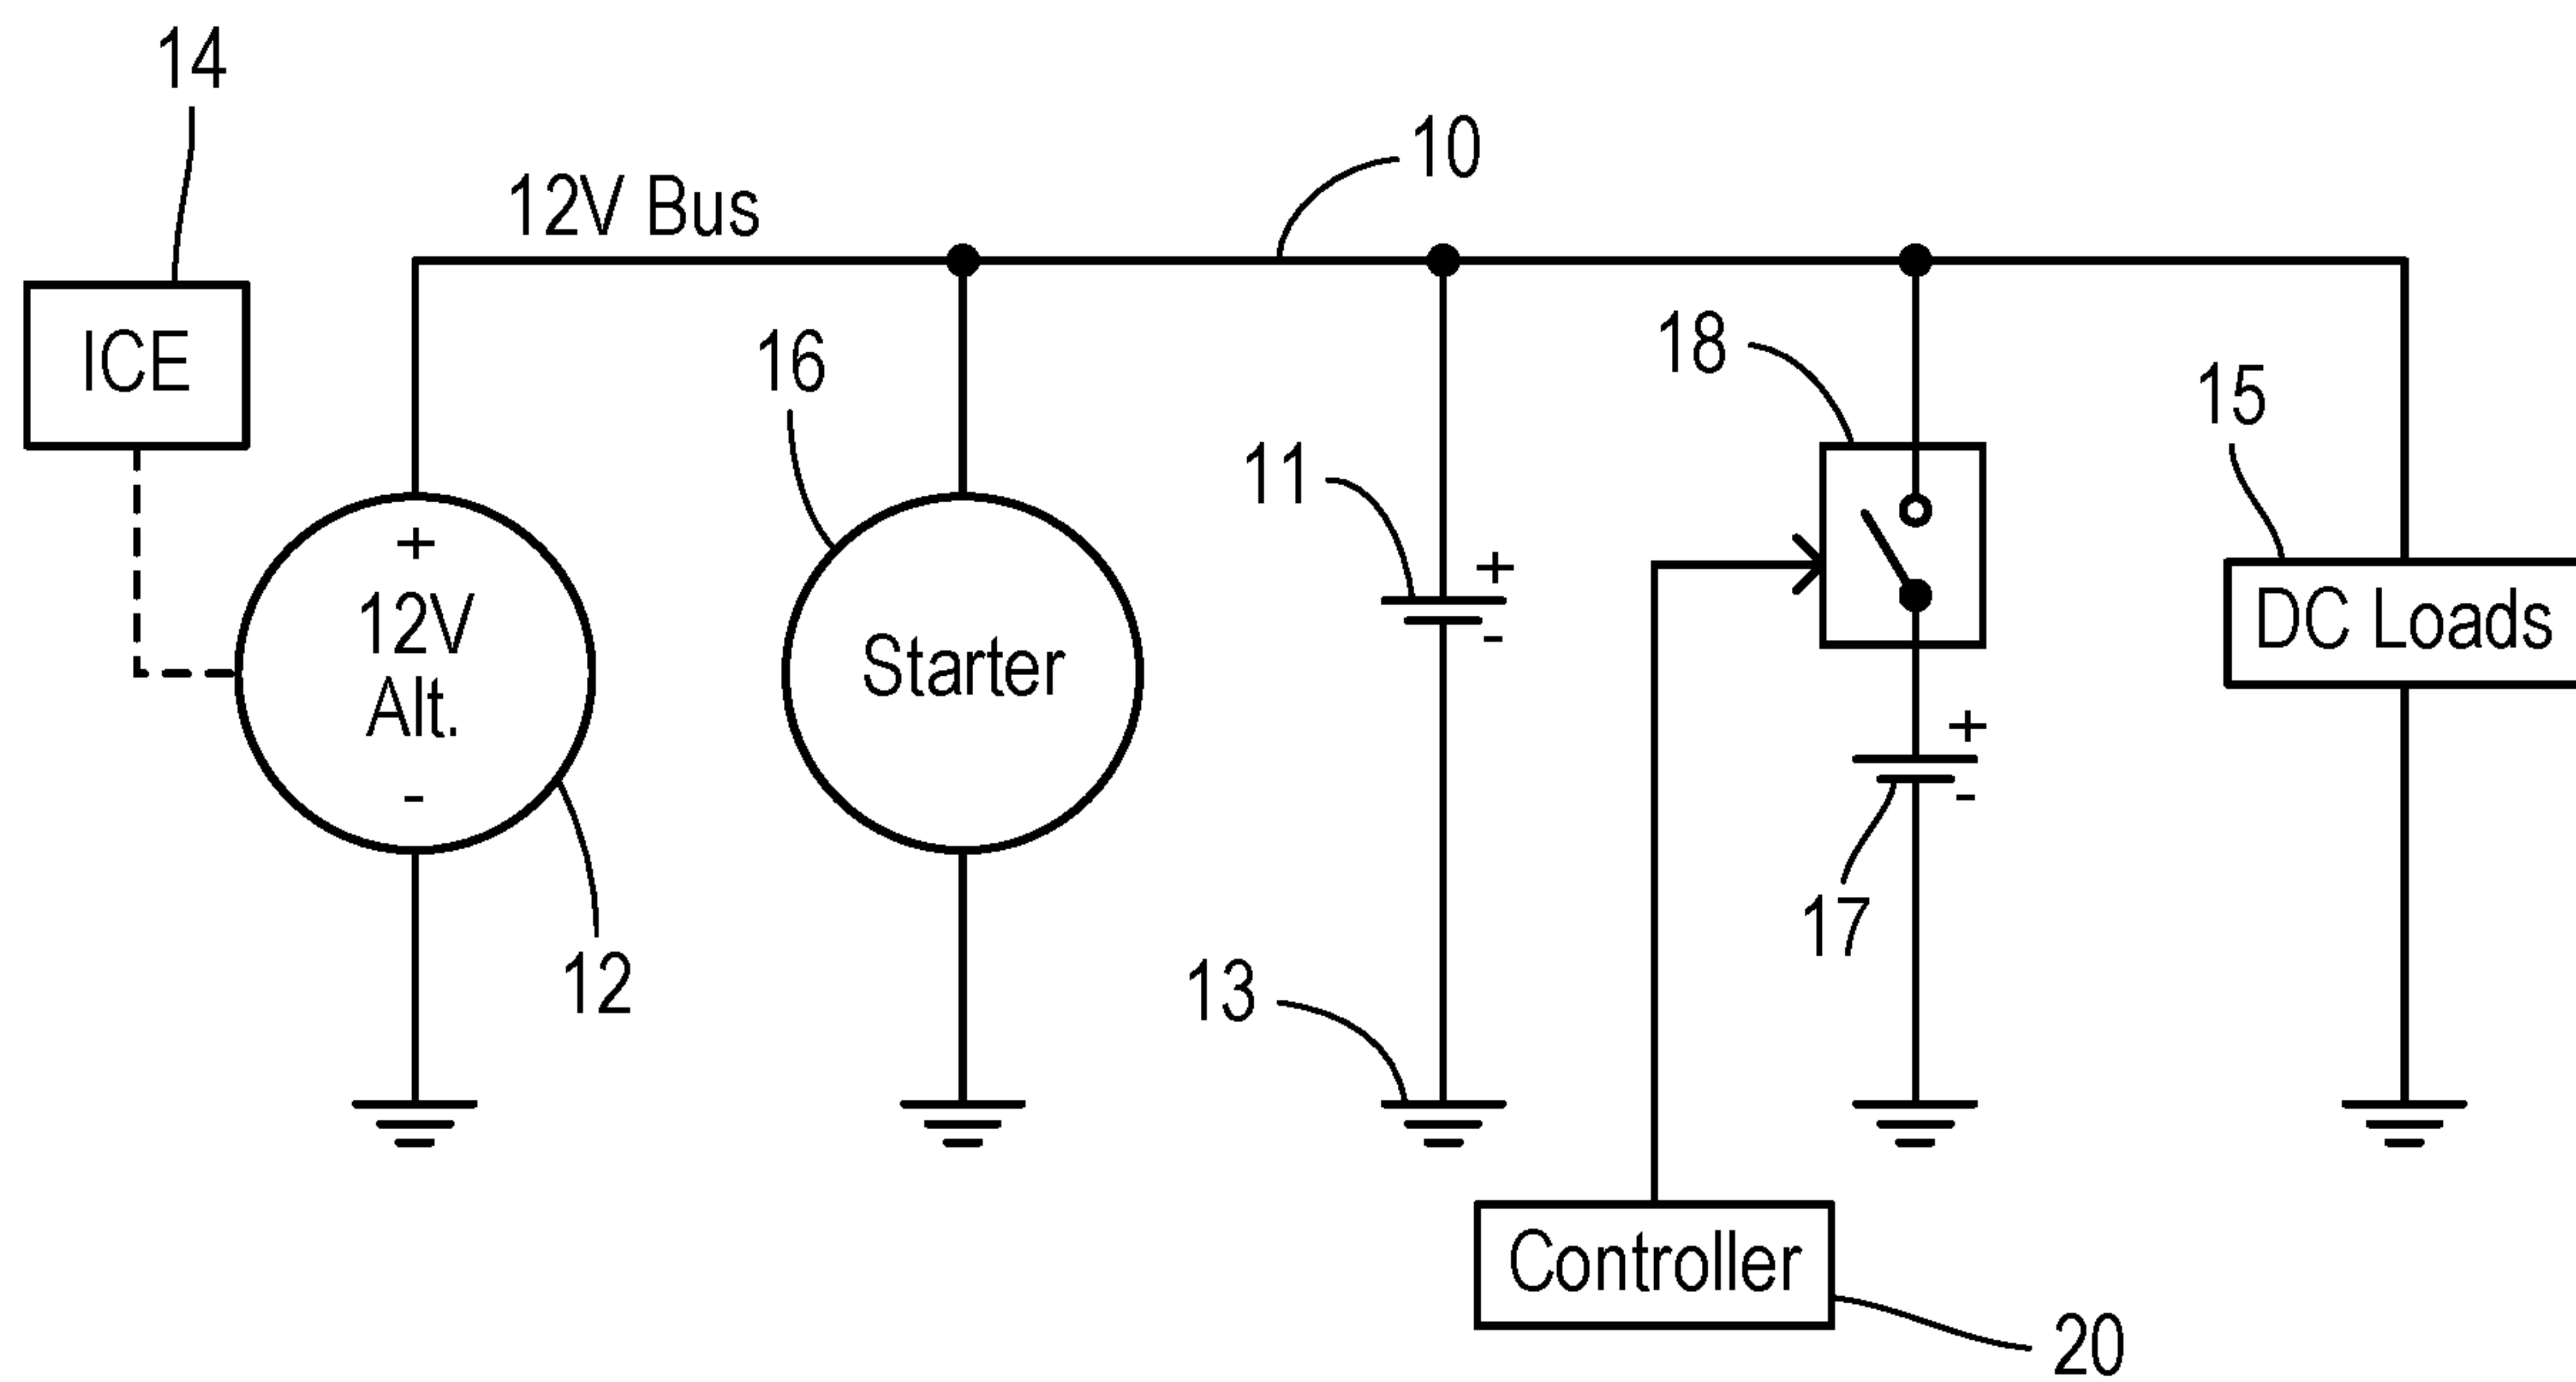 14
10
12V Bus
18
16
ICE
15
11
+
+
12V
Alt.
-
Starter
+
-
DC Loads
+
-
17
12
13
Controller
20